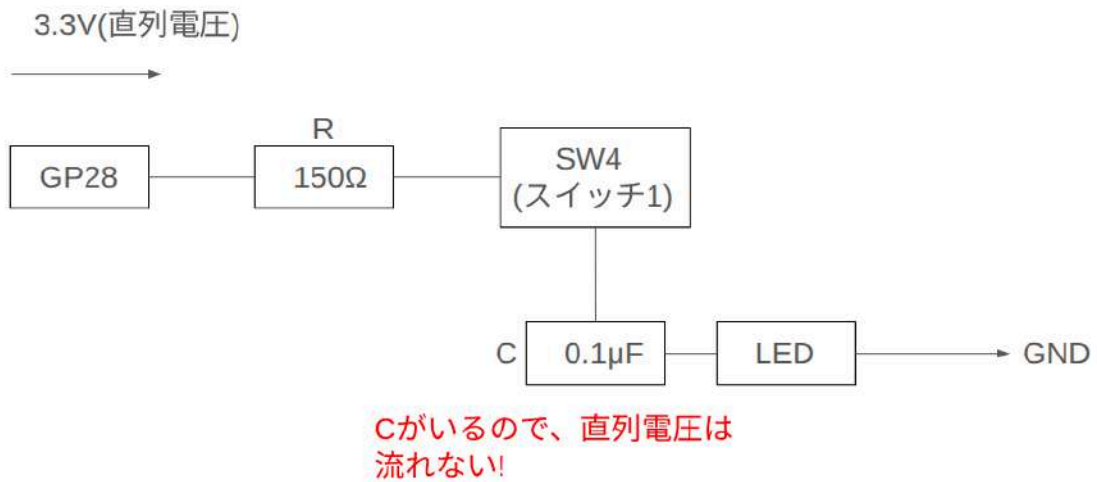 3.3V(直列電圧)
R
GP28
150Ω
SW4
(スイッチ1)
C
0.1μF
LED
GND
Cがいるので、直列電圧は
流れない!